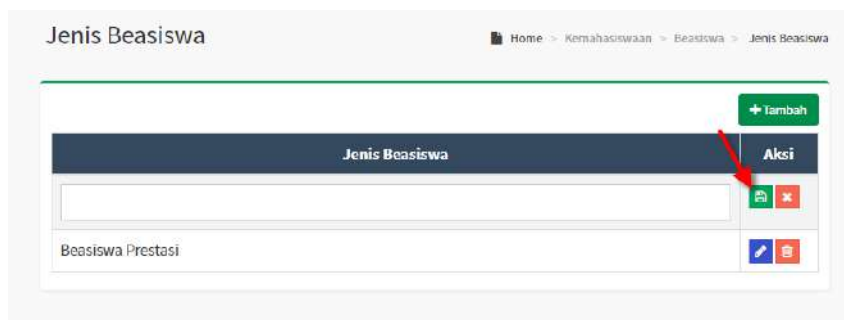 Jenis Beasiswa
Home > Kemahasiswaan > Beasiswa > Jenis Beasiswa
+ Tambah
Jenis Beasiswa Aksi
Beasiswa Prestasi